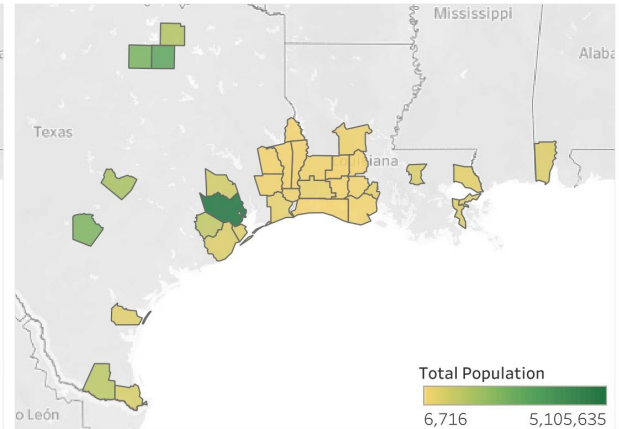 Mississippi
Alaba
Texas
Louisiana
Total Population
6,716 5,105,635
o León